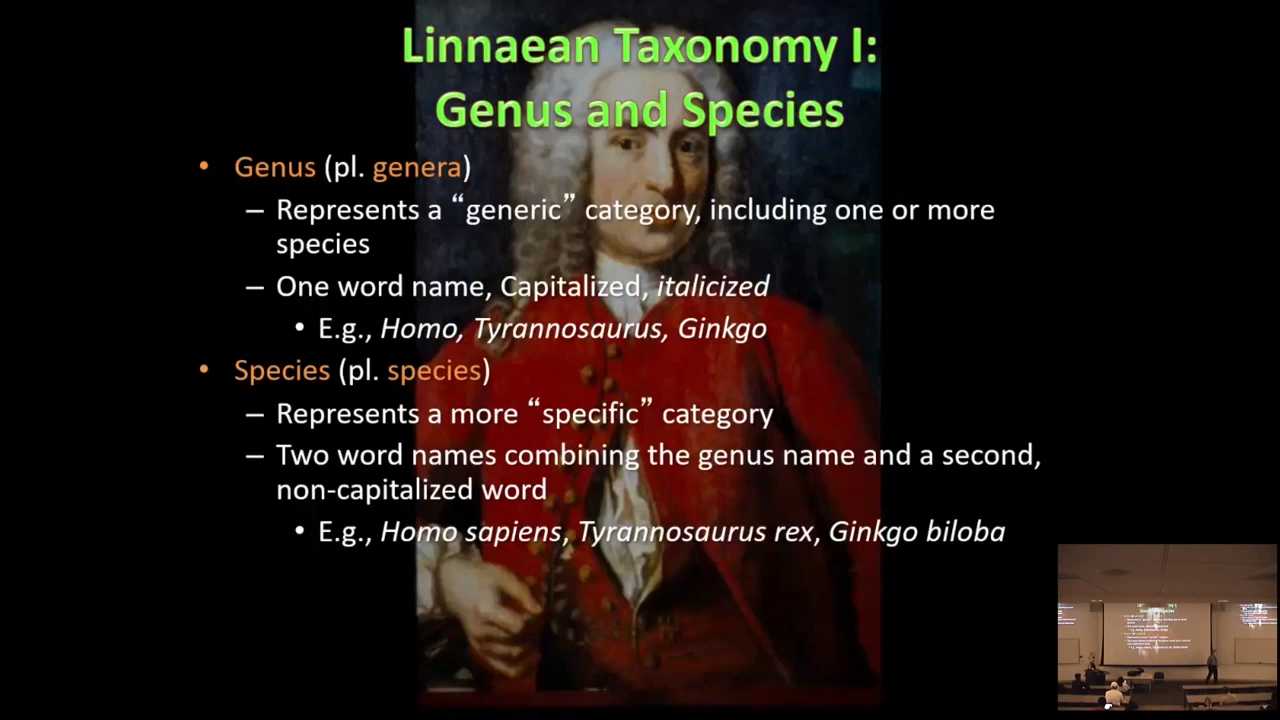 Linnaean Taxonomy I:
Genus and Species
• Genus (pl. genera)
– Represents a “generic” category, including one or more
species
– One word name, Capitalized, italicized
• E.g., Homo, Tyrannosaurus, Ginkgo
• Species (pl. species)
– Represents a more “specific” category
– Two word names combining the genus name and a second,
non-capitalized word
• E.g., Homo sapiens, Tyrannosaurus rex, Ginkgo biloba